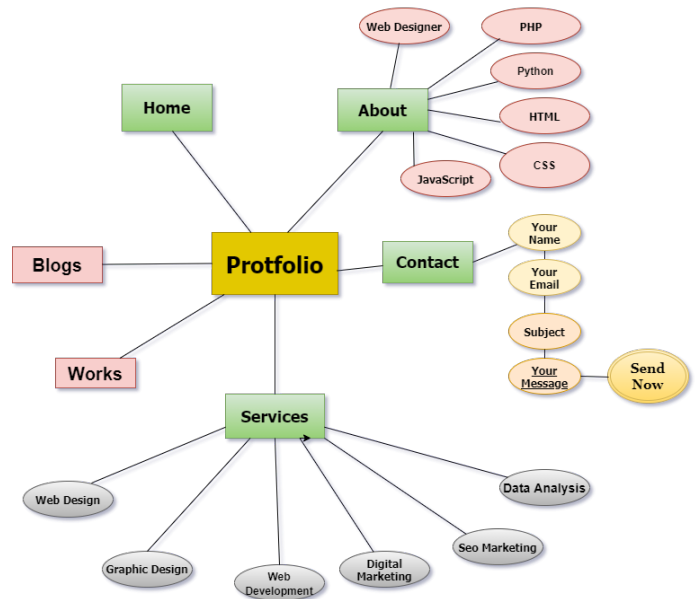 Web Designer
PHP
Python
HTML
CSS
JavaScript
About
Home
Protfolio
Blogs
Works
Contact
Your
Name
Your
Email
Subject
Your
Message
Send
Now
Services
Web Design
Graphic Design
Web
Development
Digital
Marketing
Seo Marketing
Data Analysis